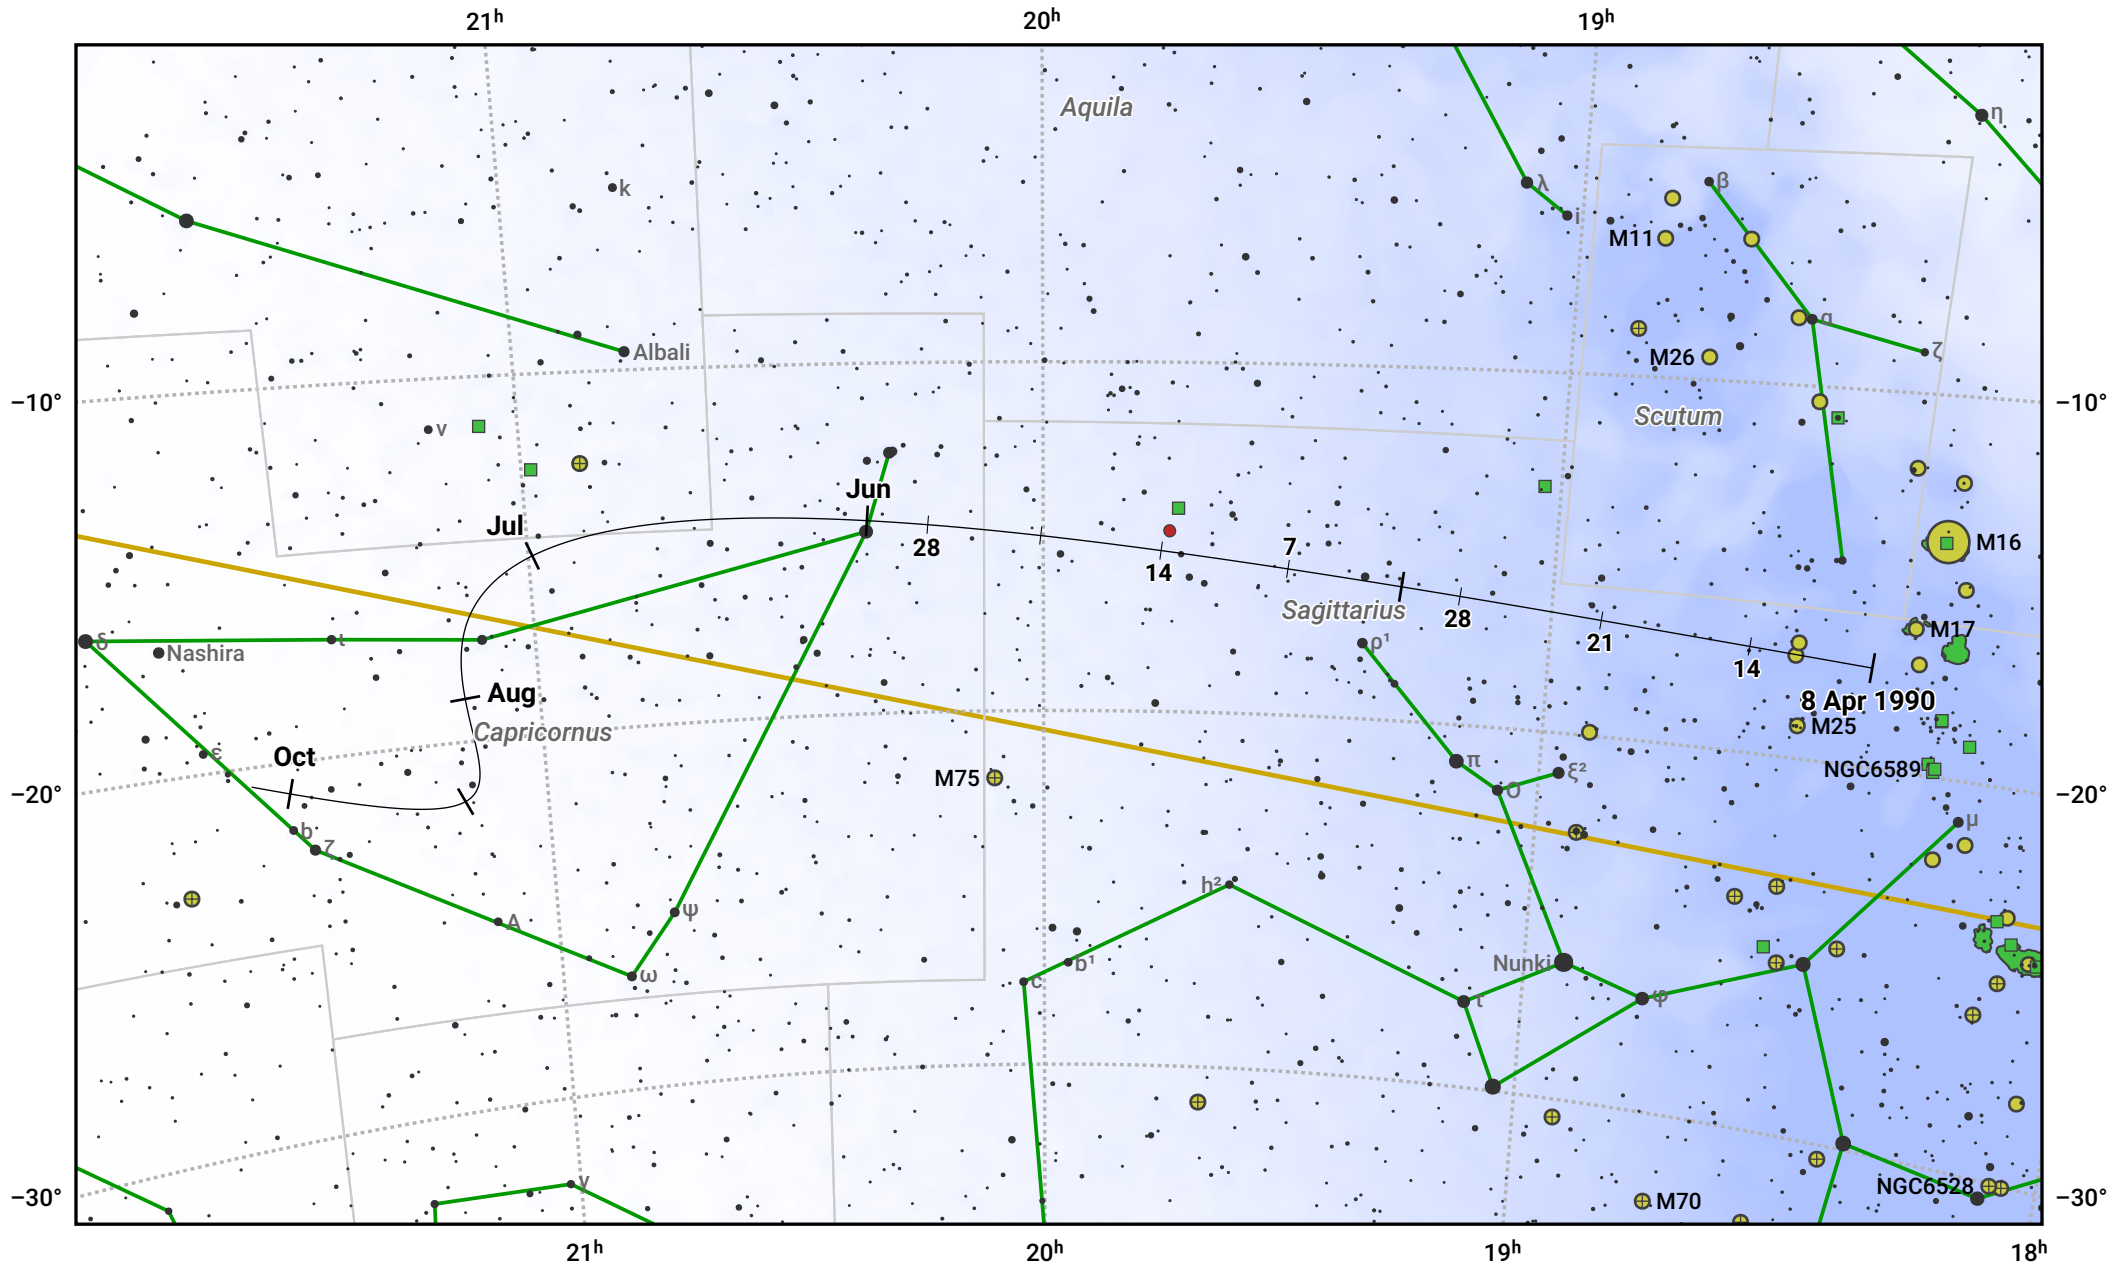 21h 20h 19h
Aquila
η
k
λ
β
i
M11
α
Albali
ζ
M26
−10° −10°
Scutum
ν
Jun
Jul
28
7
M16
14
Sagittarius
28
21
M17
δ
ι
Nashira
ρ¹
14
Aug
8 Apr 1990
M25
Capricornus
ε
Oct
π
ξ²
NGC6589
M75
−20° −20°
ο
b
μ
ζ
h²
ψ
A
Nunki
b¹
ω
c
τ
φ
γ
NGC6528
−30° −30°
M70
21h 20h 19h 18h